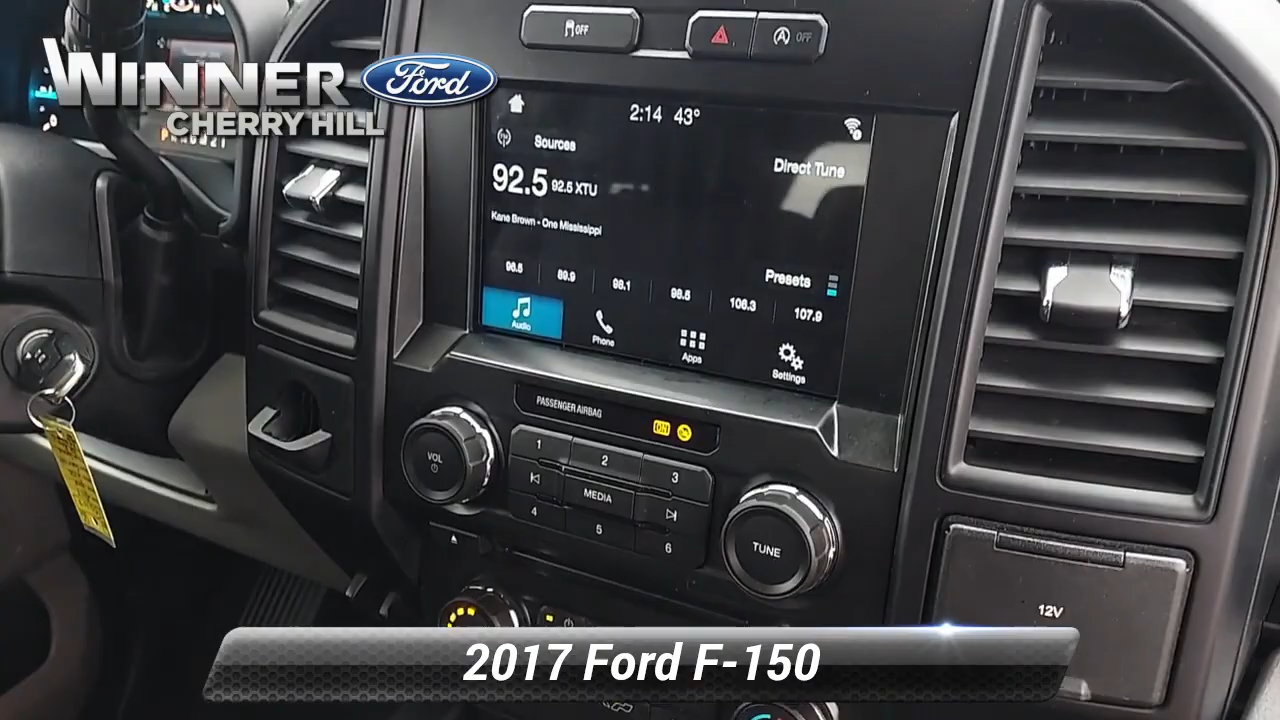 OFF
OFF
WINNER Ford
CHERRY HILL
2:14 43°
Sources
Direct Tune
92.5 92.5 XTU
Kane Brown - One Mississippi
Presets
96.5 89.9 98.1 98.5 106.3 107.9
Audio Phone Apps Settings
PASSENGER AIRBAG ON
VOL
1 2 3
MEDIA
4 5 6
TUNE
12V
2017 Ford F-150